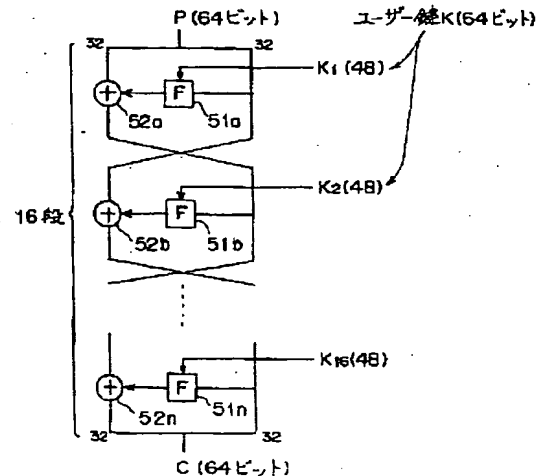 P(64ビット)
ユーザー鍵K(64ビット)
32
32
K1(48)
F
52a
51a
K2(48)
16段
F
52b
51b
K16(48)
F
52n
51n
32
32
C(64ビット)